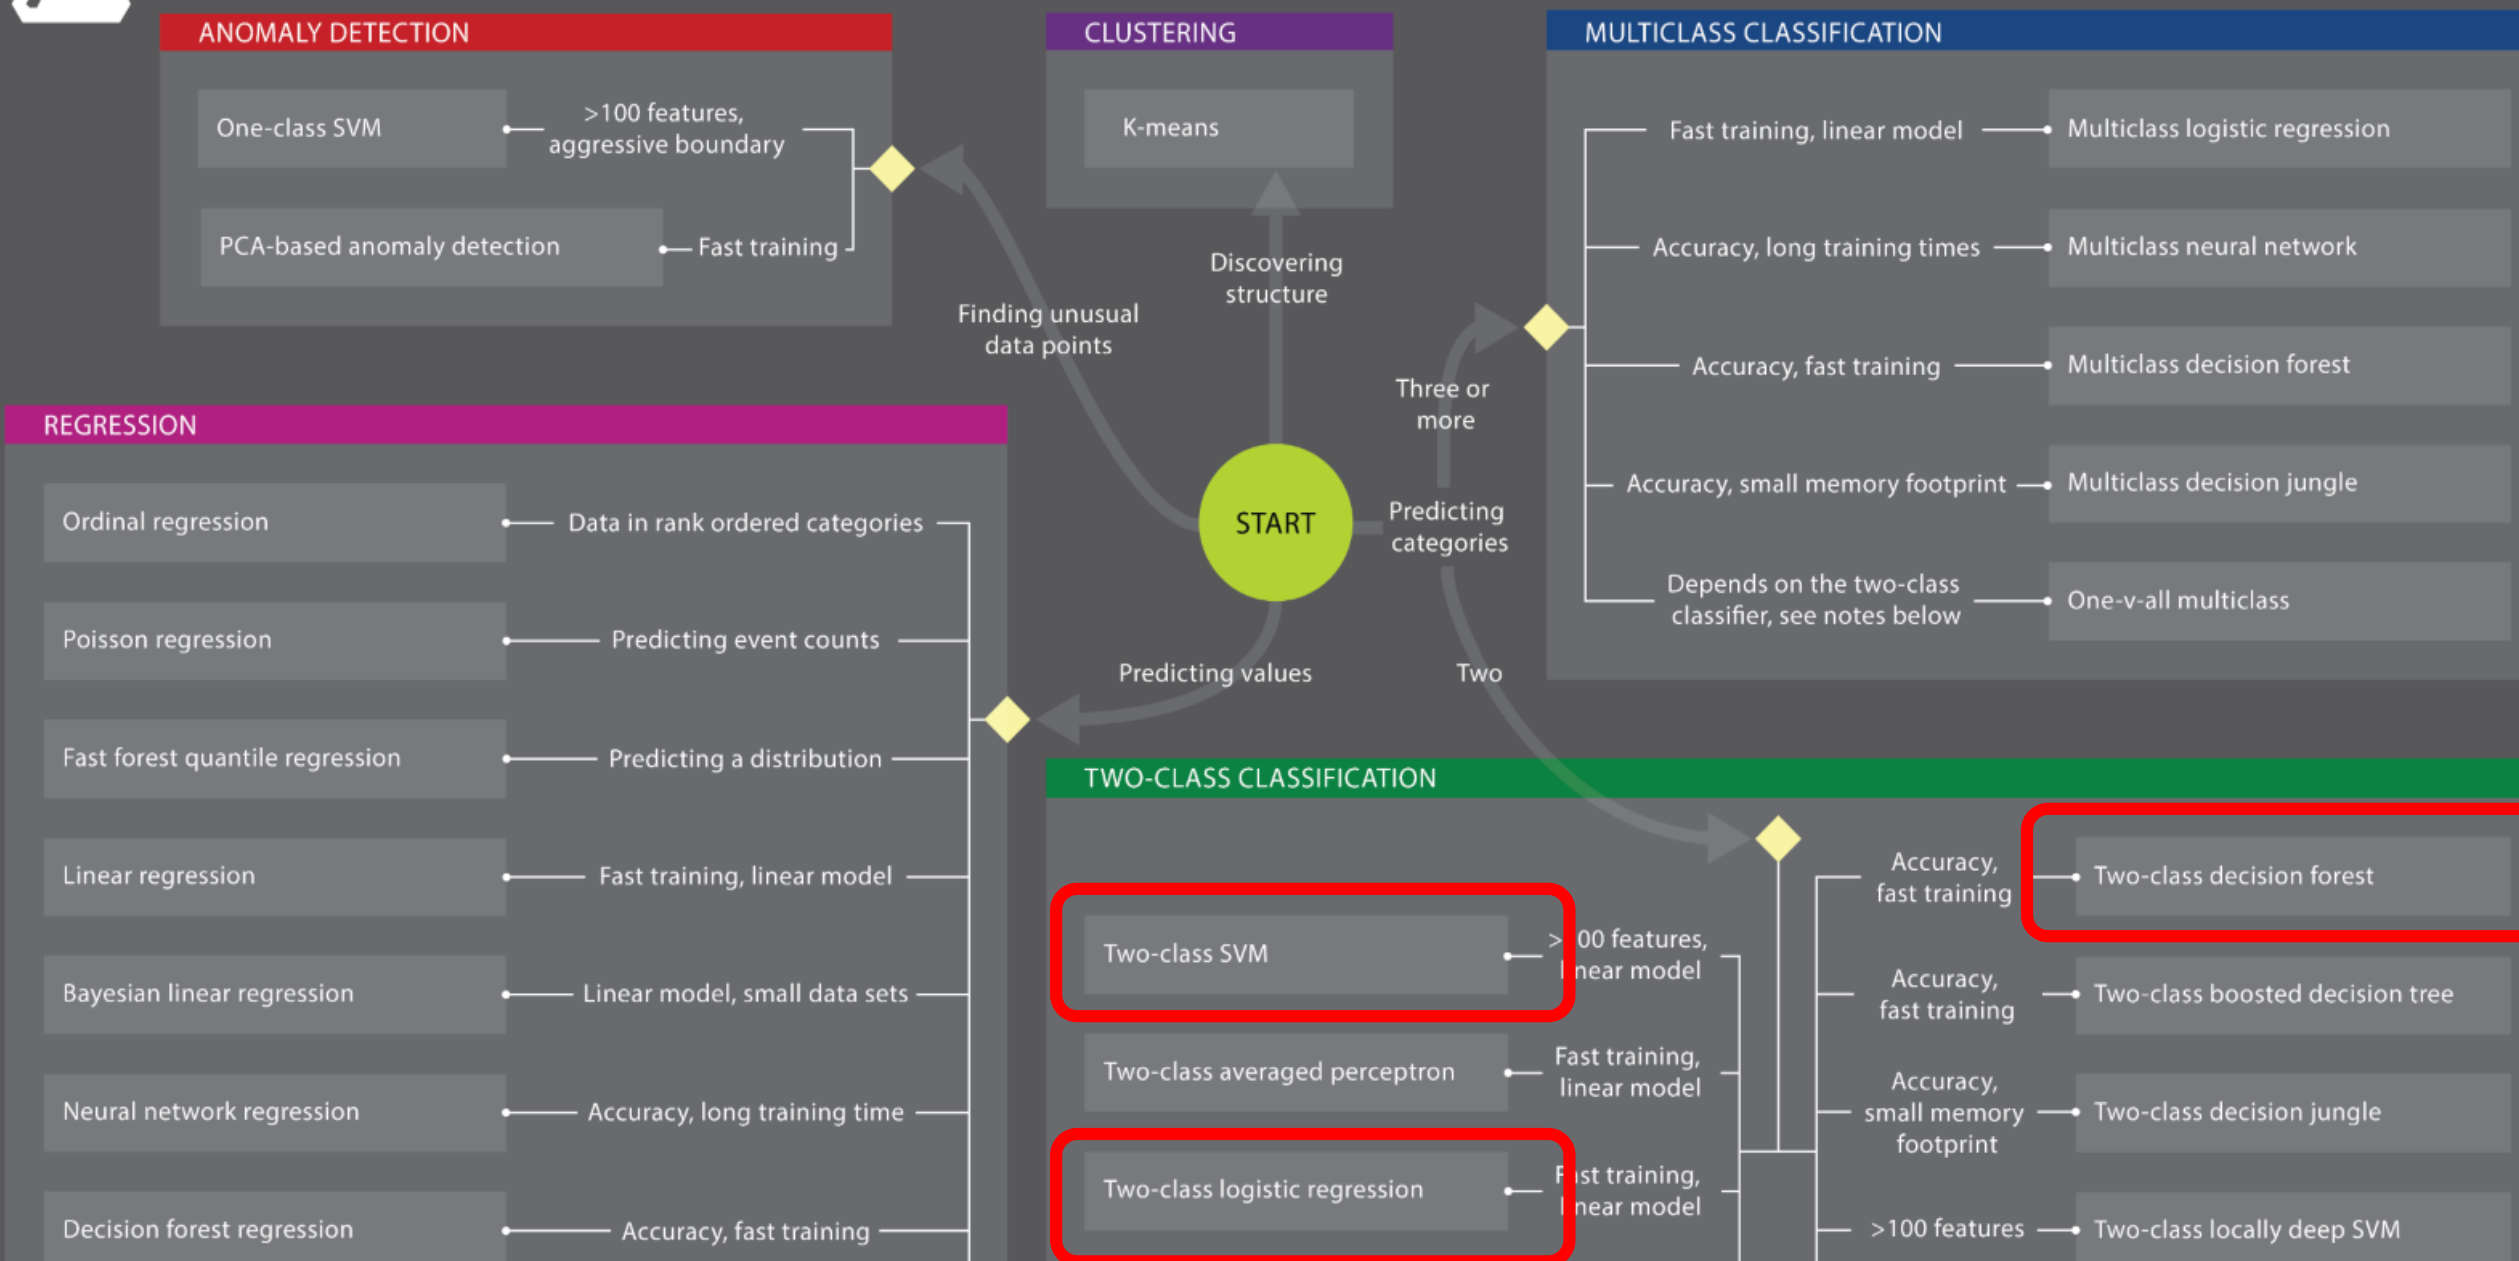 ANOMALY DETECTION
One-class SVM
>100 features,
aggressive boundary
PCA-based anomaly detection
Fast training
CLUSTERING
K-means
Discovering
structure
Finding unusual
data points
MULTICLASS CLASSIFICATION
Fast training, linear model
Multiclass logistic regression
Accuracy, long training times
Multiclass neural network
Accuracy, fast training
Multiclass decision forest
Accuracy, small memory footprint
Multiclass decision jungle
Depends on the two-class
classifier, see notes below
One-v-all multiclass
Three or
more
START
Predicting
categories
Predicting values
Two
REGRESSION
Ordinal regression
Data in rank ordered categories
Poisson regression
Predicting event counts
Fast forest quantile regression
Predicting a distribution
Linear regression
Fast training, linear model
Bayesian linear regression
Linear model, small data sets
Neural network regression
Accuracy, long training time
Decision forest regression
Accuracy, fast training
TWO-CLASS CLASSIFICATION
Two-class SVM
>100 features,
linear model
Two-class averaged perceptron
Fast training,
linear model
Two-class logistic regression
Fast training,
linear model
Accuracy,
fast training
Two-class decision forest
Accuracy,
fast training
Two-class boosted decision tree
Accuracy,
small memory
footprint
Two-class decision jungle
>100 features
Two-class locally deep SVM